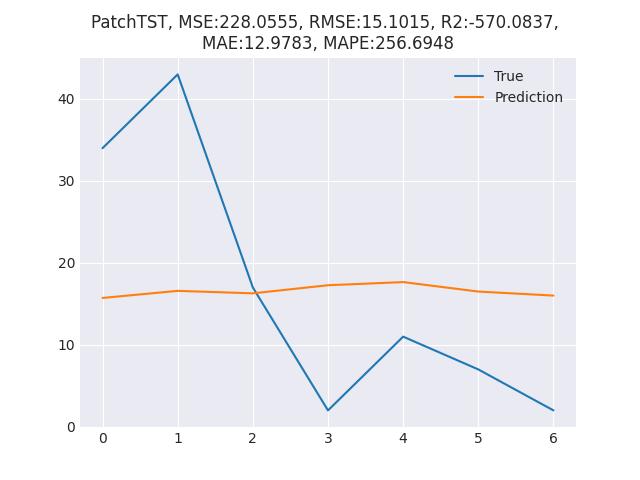 PatchTST, MSE:228.0555, RMSE:15.1015, R2:-570.0837,
MAE:12.9783, MAPE:256.6948
True
Prediction
40
30
20
10
0
0 1 2 3 4 5 6